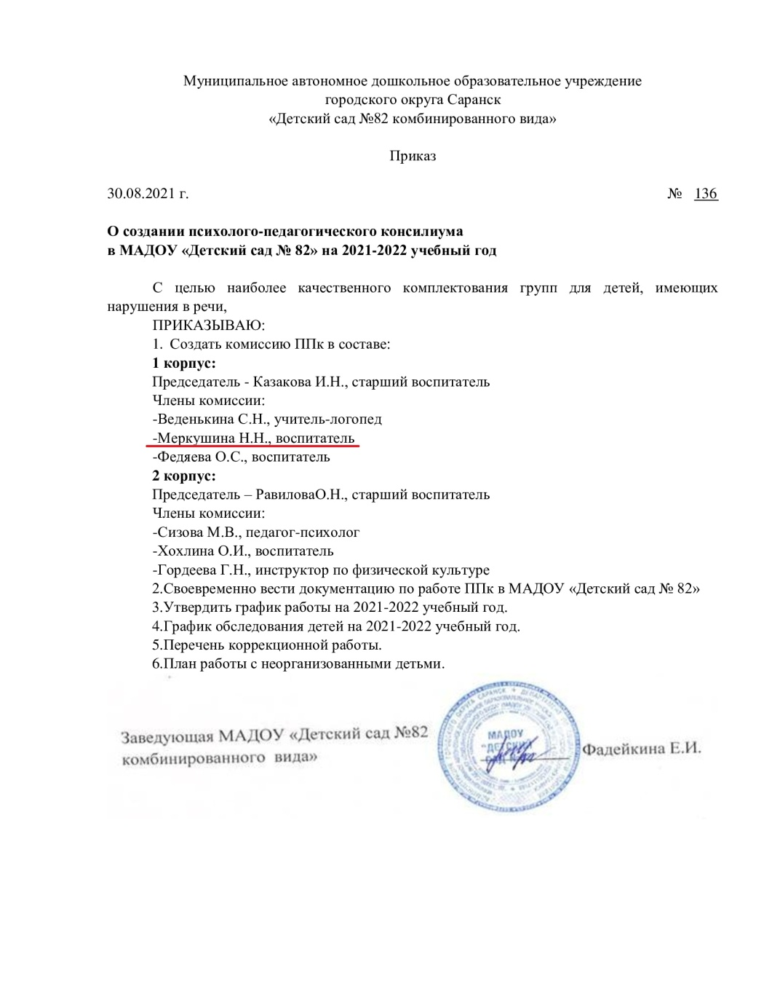 Муниципальное автономное дошкольное образовательное учреждение
городского округа Саранск
«Детский сад №82 комбинированного вида»
Приказ
30.08.2021 г. № 136
О создании психолого-педагогического консилиума
в МАДОУ «Детский сад № 82» на 2021-2022 учебный год
С целью наиболее качественного комплектования групп для детей, имеющих
нарушения в речи,
ПРИКАЗЫВАЮ:
1. Создать комиссию ППк в составе:
1 корпус:
Председатель - Казакова И.Н., старший воспитатель
Члены комиссии:
-Веденькина С.Н., учитель-логопед
-Меркушина Н.Н., воспитатель
-Федяева О.С., воспитатель
2 корпус:
Председатель – РавиловаО.Н., старший воспитатель
Члены комиссии:
-Сизова М.В., педагог-психолог
-Хохлина О.И., воспитатель
-Гордеева Г.Н., инструктор по физической культуре
2.Своевременно вести документацию по работе ППк в МАДОУ «Детский сад № 82»
3.Утвердить график работы на 2021-2022 учебный год.
4.График обследования детей на 2021-2022 учебный год.
5.Перечень коррекционной работы.
6.План работы с неорганизованными детьми.
Заведующая МАДОУ «Детский сад №82
комбинированного вида»
МАДОУ
"ДЕТСКИЙ
Фадейкина Е.И.